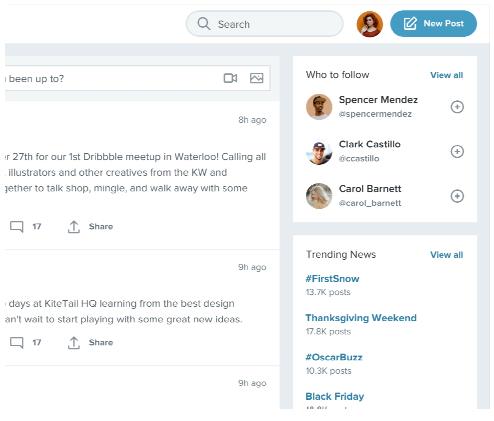 Search
New Post
been up to?
8h ago
27th for our 1st Dribbble meetup in Waterloo! Calling all
illustrators and other creatives from the KW and
gether to talk shop, mingle, and walk away with some
17
Share
9h ago
days at KiteTail HQ learning from the best design
an't wait to start playing with some great new ideas.
17
Share
9h ago
Who to follow
View all
Spencer Mendez
@spencermendez
Clark Castillo
@ccastillo
Carol Barnett
@carol_barnett
Trending News
View all
#FirstSnow
13.7K posts
Thanksgiving Weekend
17.8K posts
#OscarBuzz
10.3K posts
Black Friday